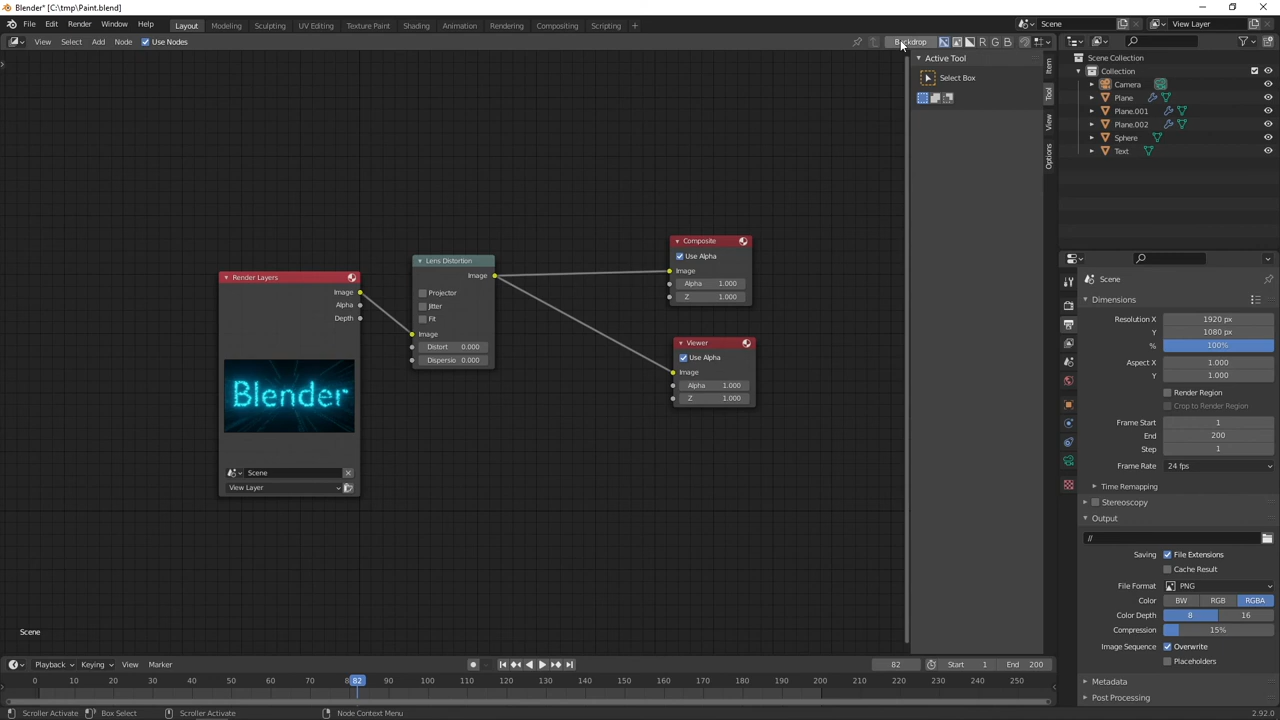 Blender* [C:\tmp\Paint.blend]
File Edit Render Window Help Layout Modeling Sculpting UV Editing Texture Paint Shading Animation Rendering Compositing Scripting + Scene View Layer
View Select Add Node Use Nodes Backdrop R G B
Active Tool
Select Box
Item
Tool
View
Options
Scene Collection
Collection
Camera
Plane
Plane.001
Plane.002
Sphere
Text
Render Layers
Image
Alpha
Depth
Blender
Scene
View Layer
Lens Distortion
Image
Projector
Jitter
Fit
Image
Distort 0.000
Dispersio 0.000
Composite
Use Alpha
Image
Alpha 1.000
Z 1.000
Viewer
Use Alpha
Image
Alpha 1.000
Z 1.000
Scene
Scene
Dimensions
Resolution X 1920 px
Y 1080 px
% 100%
Aspect X 1.000
Y 1.000
Render Region
Crop to Render Region
Frame Start 1
End 200
Step 1
Frame Rate 24 fps
Time Remapping
Stereoscopy
Output
//
Saving File Extensions
Cache Result
File Format PNG
Color BW RGB RGBA
Color Depth 8 16
Compression 15%
Image Sequence Overwrite
Placeholders
Metadata
Post Processing
Playback Keying View Marker 82 Start 1 End 200
0 10 20 30 40 50 60 70 82 90 100 110 120 130 140 150 160 170 180 190 200 210 220 230 240 250
Scroller Activate Box Select Scroller Activate Node Context Menu 2.92.0